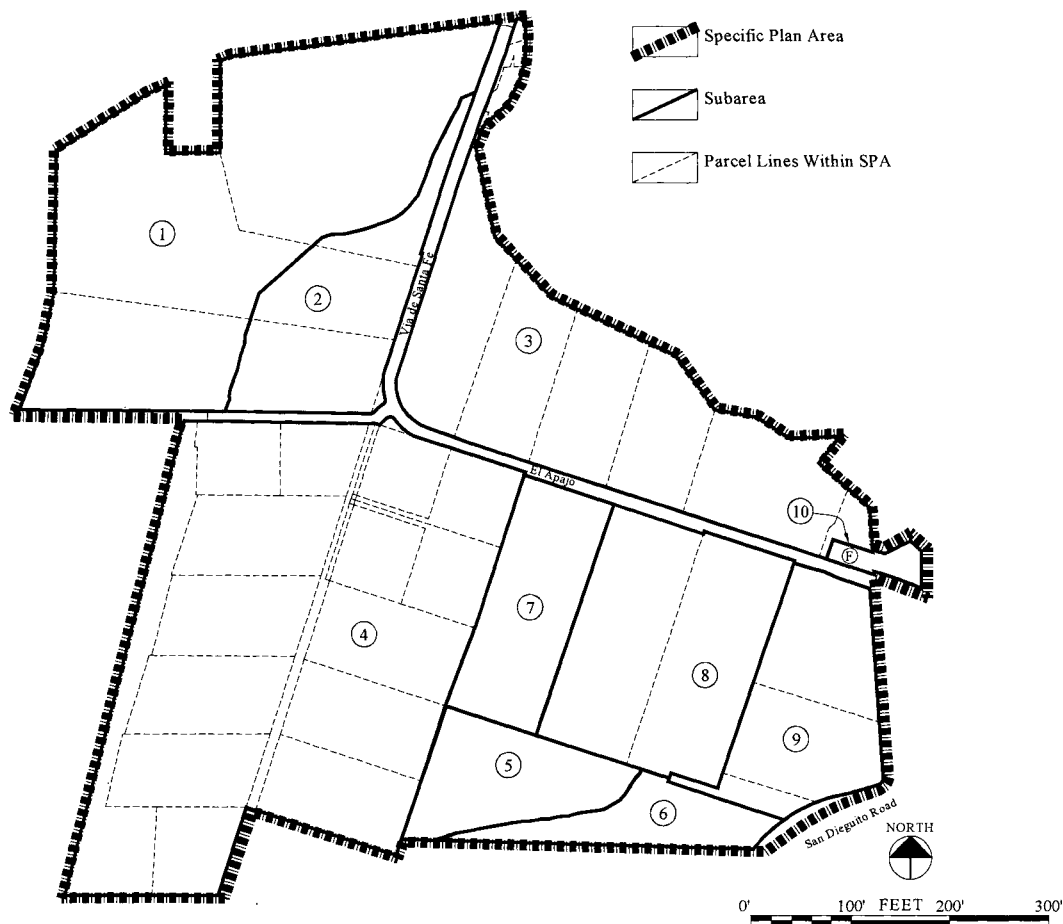 Specific Plan Area
Subarea
Parcel Lines Within SPA
1
2
Via de Santa Fe
3
El Apajo
10
F
7
4
8
9
5
6
San Dieguito Road
NORTH
0' 100' FEET 200' 300'